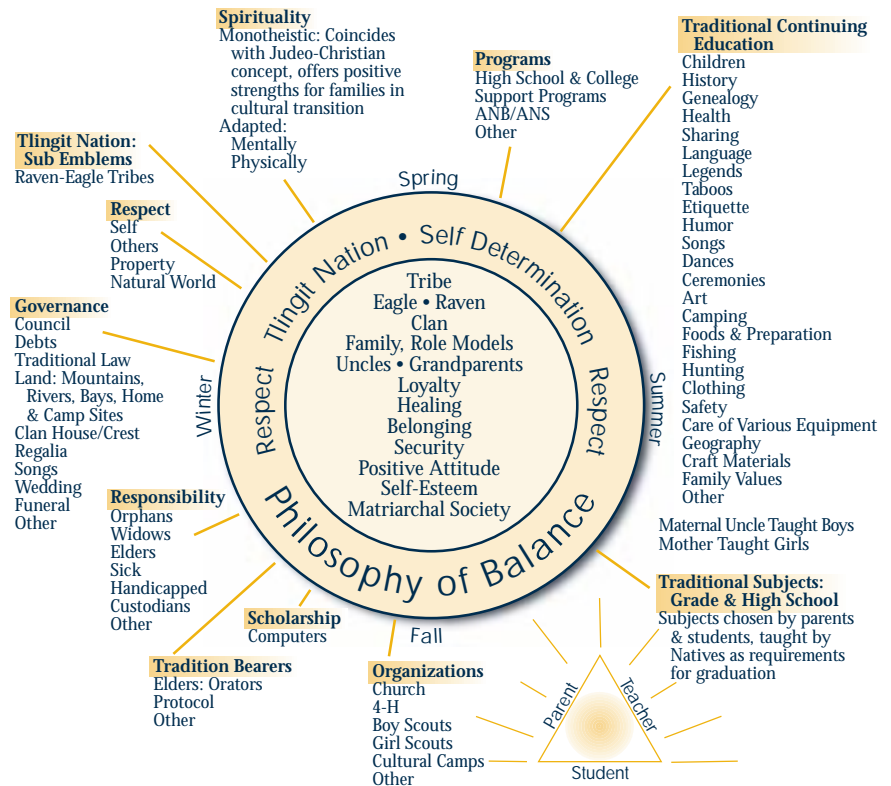 Spirituality
Monotheistic: Coincides
with Judeo-Christian
concept, offers positive
strengths for families in
cultural transition
Adapted:
Mentally
Physically
Programs
High School & College
Support Programs
ANB/ANS
Other
Traditional Continuing
Education
Children
History
Genealogy
Health
Sharing
Language
Legends
Taboos
Etiquette
Humor
Songs
Dances
Ceremonies
Art
Camping
Foods & Preparation
Fishing
Hunting
Clothing
Safety
Care of Various Equipment
Geography
Craft Materials
Family Values
Other
Maternal Uncle Taught Boys
Mother Taught Girls
Tlingit Nation:
Sub Emblems
Raven-Eagle Tribes
Respect
Self
Others
Property
Natural World
Governance
Council
Debts
Traditional Law
Land: Mountains,
Rivers, Bays, Home
& Camp Sites
Clan House/Crest
Regalia
Songs
Wedding
Funeral
Other
Spring
Summer
Fall
Winter
Tlingit Nation • Self Determination
Respect
Respect
Philosophy of Balance
Tribe
Eagle • Raven
Clan
Family, Role Models
Uncles • Grandparents
Loyalty
Healing
Belonging
Security
Positive Attitude
Self-Esteem
Matriarchal Society
Responsibility
Orphans
Widows
Elders
Sick
Handicapped
Custodians
Other
Scholarship
Computers
Tradition Bearers
Elders: Orators
Protocol
Other
Organizations
Church
4-H
Boy Scouts
Girl Scouts
Cultural Camps
Other
Traditional Subjects:
Grade & High School
Subjects chosen by parents
& students, taught by
Natives as requirements
for graduation
Parent
Teacher
Student